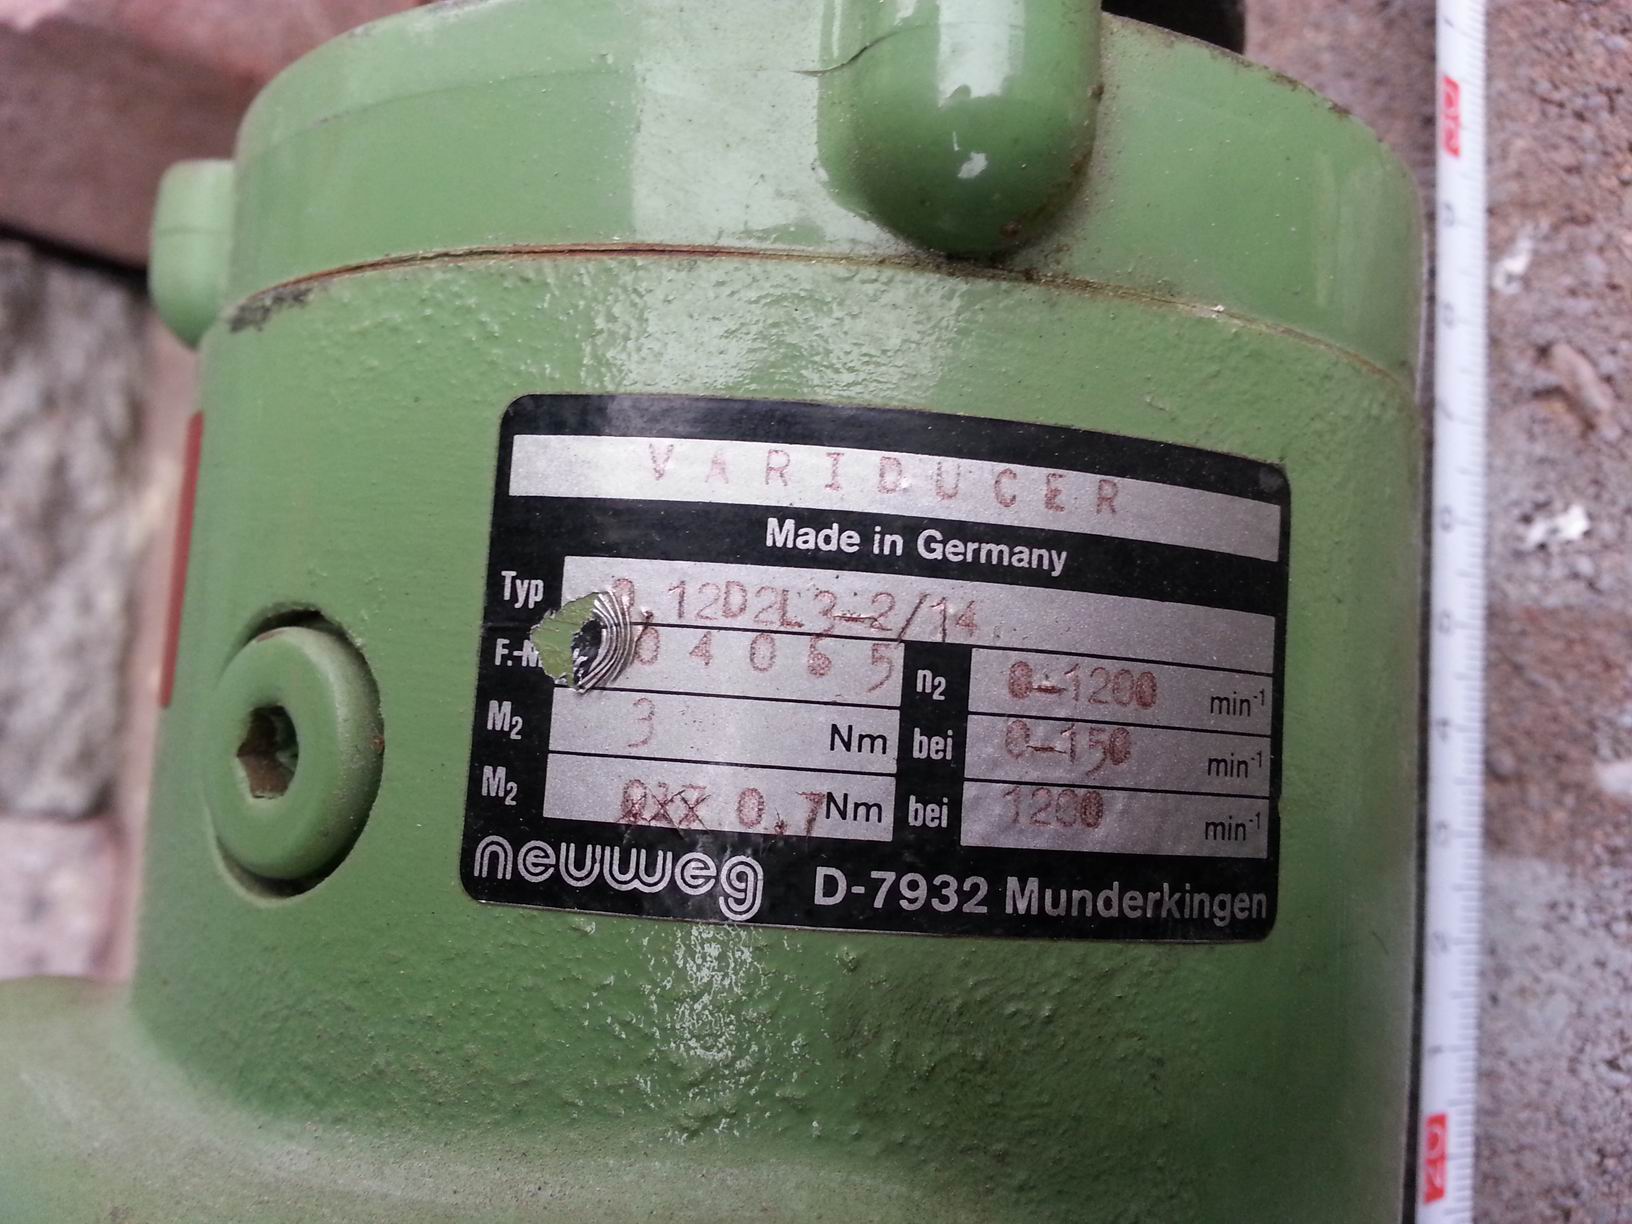 VARIDUCER
Made in Germany
Typ 0,12D2L3-2/14
04065 n2 0-1200 min-1
M2 3 Nm bei 0-150 min-1
M2 0.7 Nm bei 1200 min-1
neuweg D-7932 Munderkingen